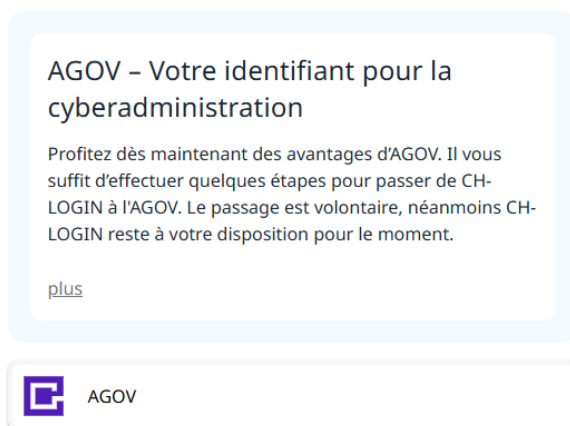 AGOV – Votre identifiant pour la
cyberadministration
Profitez dès maintenant des avantages d'AGOV. Il vous
suffit d'effectuer quelques étapes pour passer de CH-
LOGIN à l'AGOV. Le passage est volontaire, néanmoins CH-
LOGIN reste à votre disposition pour le moment.
plus
AGOV